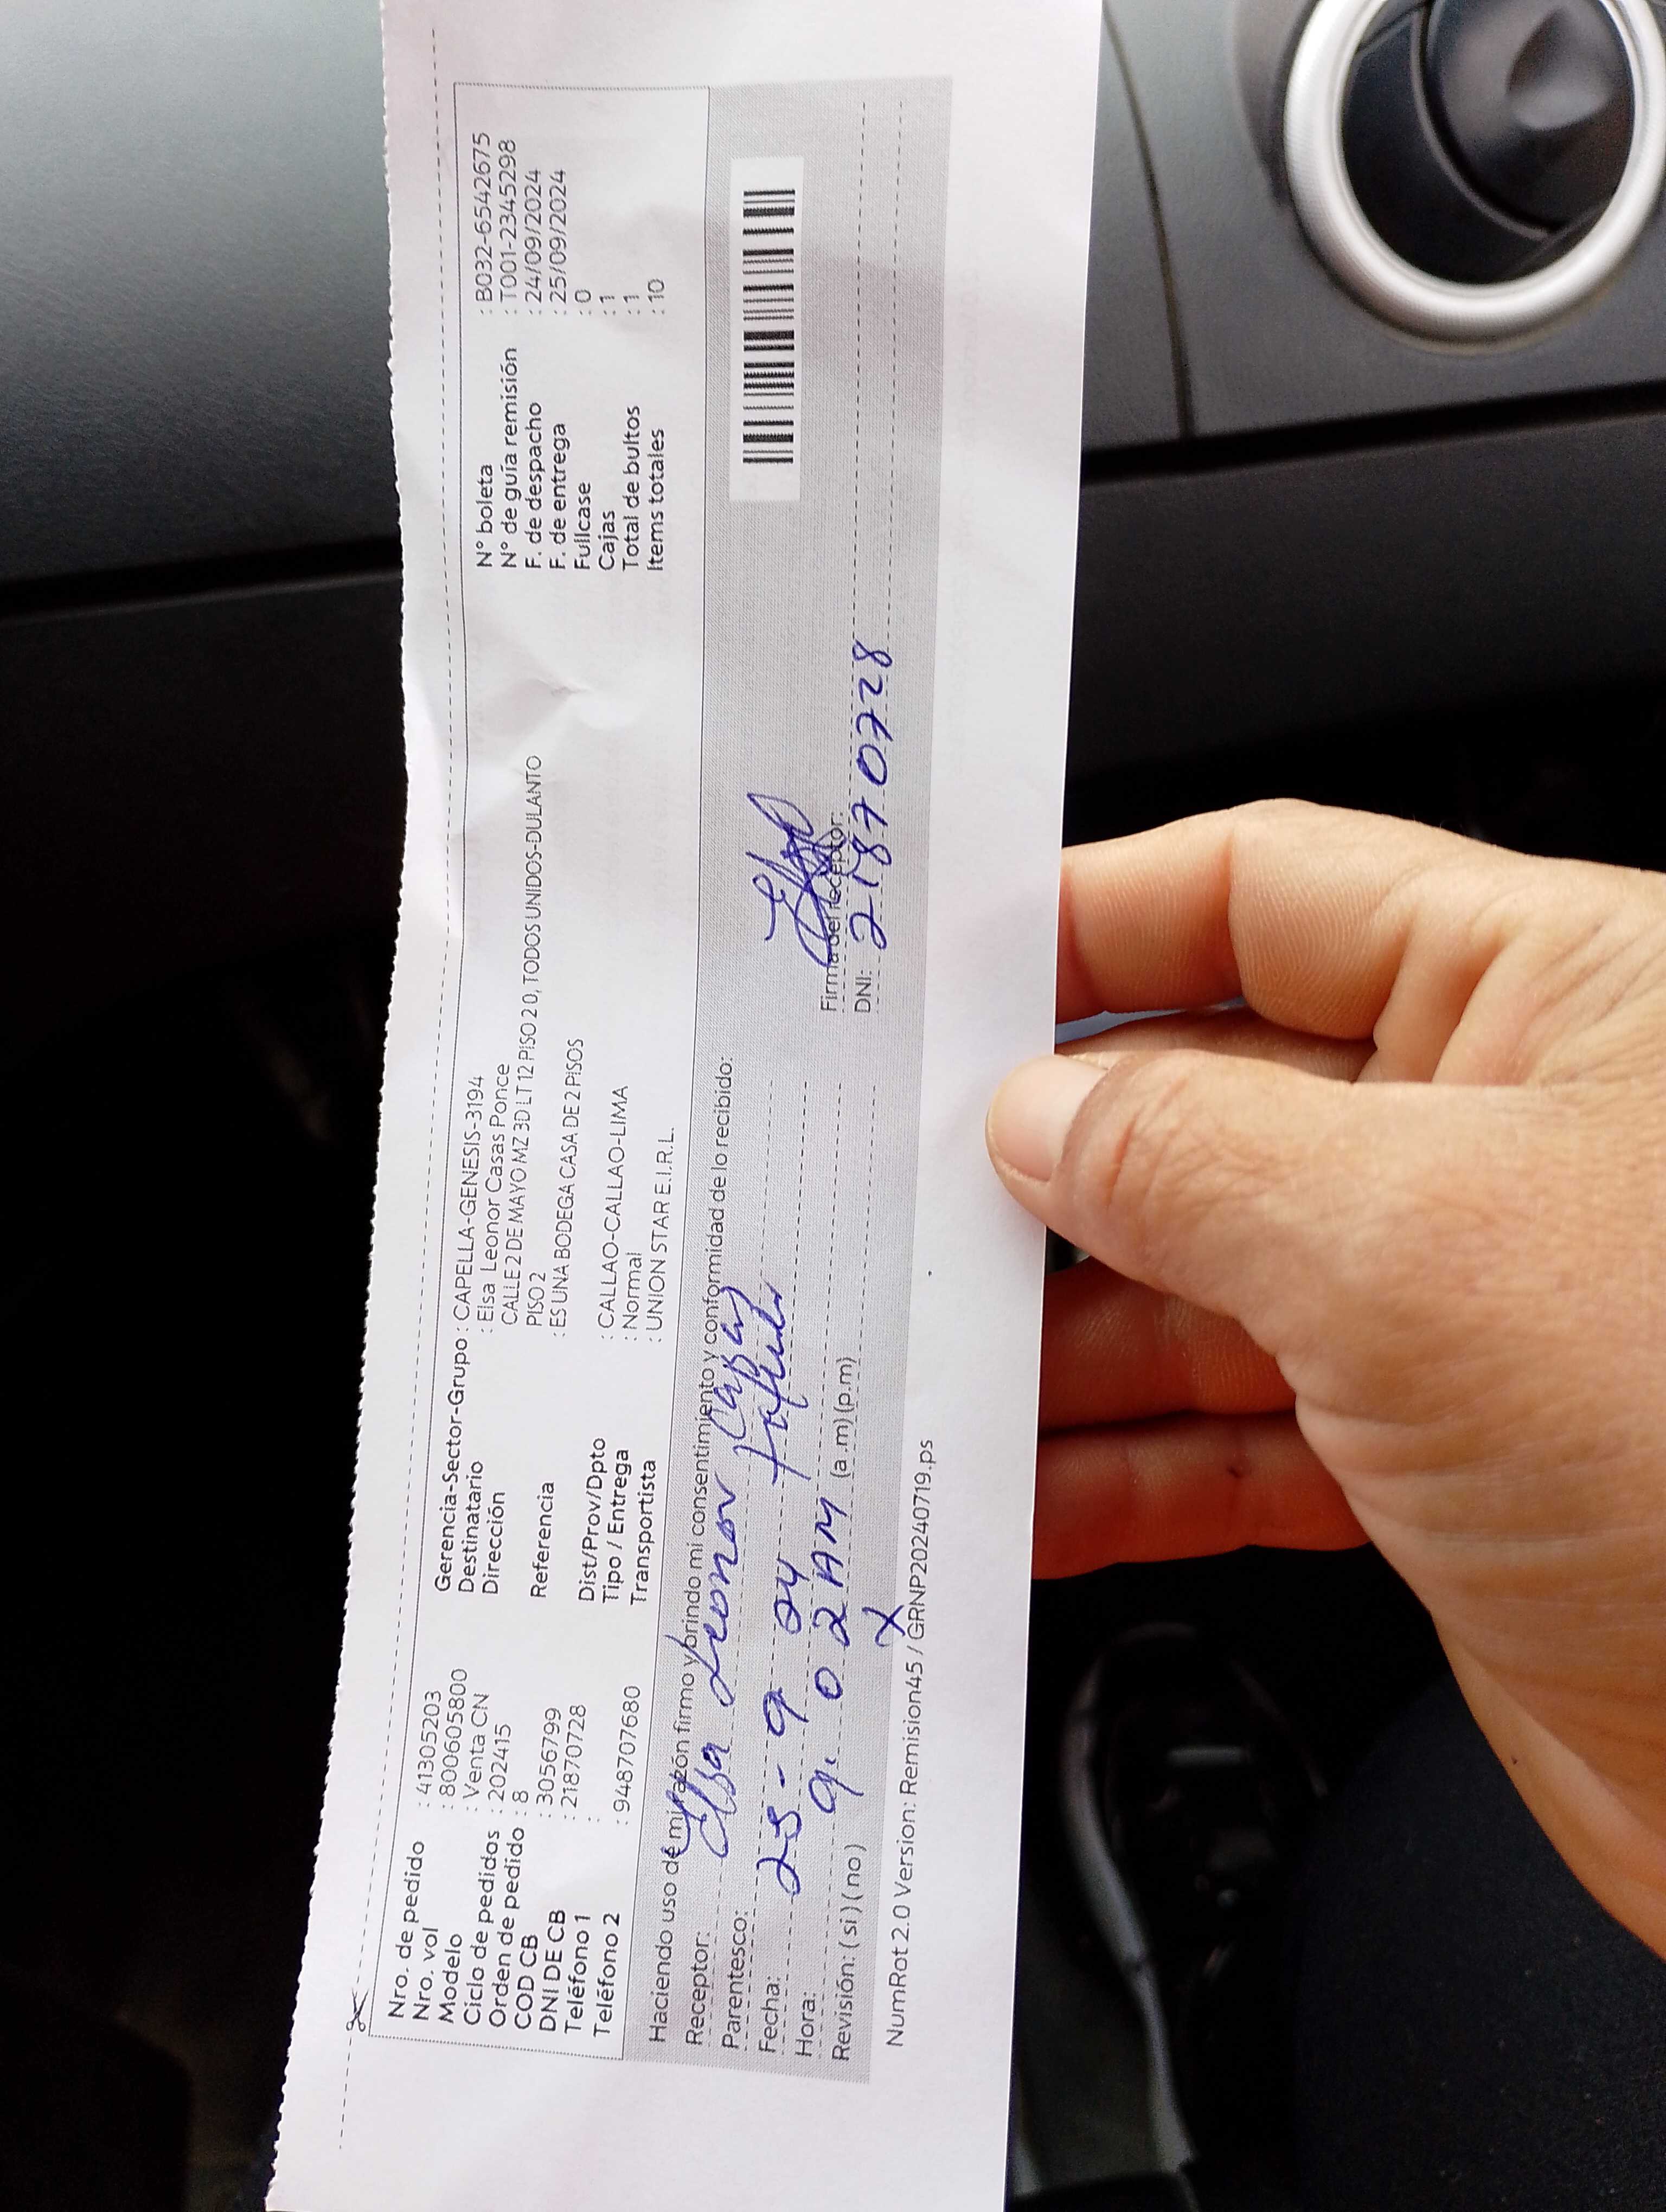 Nro. de pedido : 41305203
Nro. vol : 8006605800
Modelo : Venta CN
Ciclo de pedidos : 202415
Orden de pedido : 8
COD CB : 3056799
DNI DE CB : 21870728
Teléfono 1 :
Teléfono 2 : 948707680
Gerencia-Sector-Grupo : CAPELLA-GENESIS-3194
Destinatario : Elsa Leonor Casas Ponce
Dirección CALLE 2 DE MAYO MZ 3D LT 12 PISO 2 0, TODOS UNIDOS-DULANTO
PISO 2
Referencia : ES UNA BODEGA CASA DE 2 PISOS
Dist/Prov/Dpto : CALLAO-CALLAO-LIMA
Tipo / Entrega : Normal
Transportista : UNION STAR E.I.R.L.
N° boleta : B032-6542675
N° de guía remisión : T001-2345298
F. de despacho : 24/09/2024
F. de entrega : 25/09/2024
Fullcase : 0
Cajas : 1
Total de bultos : 1
Items totales : 10
Haciendo uso de mi razón firmo y brindo mi consentimiento y conformidad de lo recibido:
Receptor: Elsa Leonor Casas
Parentesco:
Fecha: 25-9-24
Hora: 9.02 AM (a.m) (p.m)
Revisión: ( si ) ( no ) X
Firma del receptor:
DNI: 21870728
NumRot 2.0 Version: Remision45 / GRNP20240719.ps